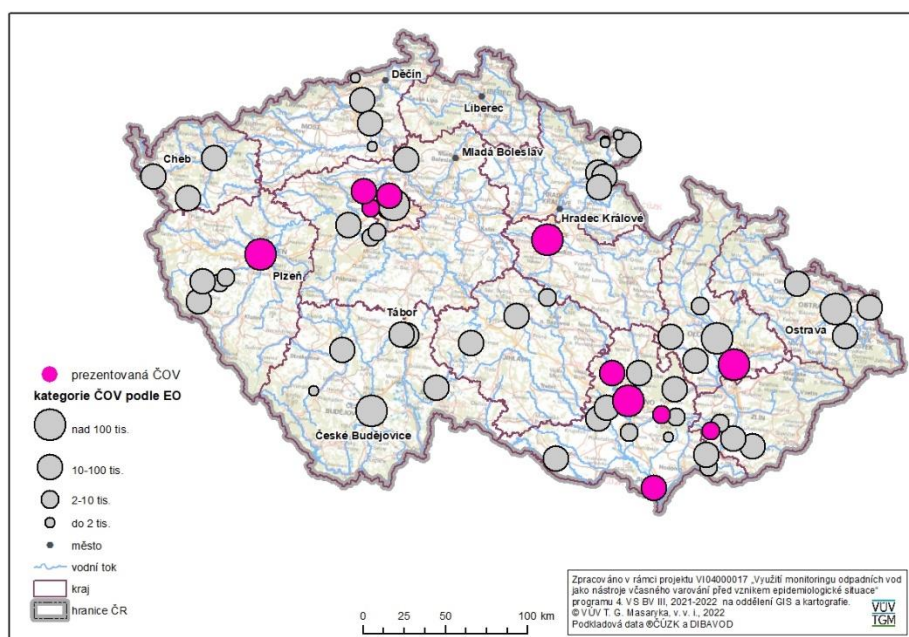 Děčín
Liberec
Cheb
Mladá Boleslav
Hradec Králové
Plzeň
Tábor
Ostrava
České Budějovice
prezentovaná ČOV
kategorie ČOV podle EO
nad 100 tis.
10-100 tis.
2-10 tis.
do 2 tis.
město
vodní tok
kraj
hranice ČR
0 50 100 km
Zpracováno v rámci projektu VI04000017 „Využití monitoringu odpadních vod
jako nástroje včasného varování před vznikem epidemiologické situace"
programu 4. VS BV III, 2021-2022 na oddělení GIS a kartografie.
© VÚV T. G. Masaryka, v. v. i., 2022
Podkladová data ®ČÚZK a DIBAVOD
VÚV
TGM